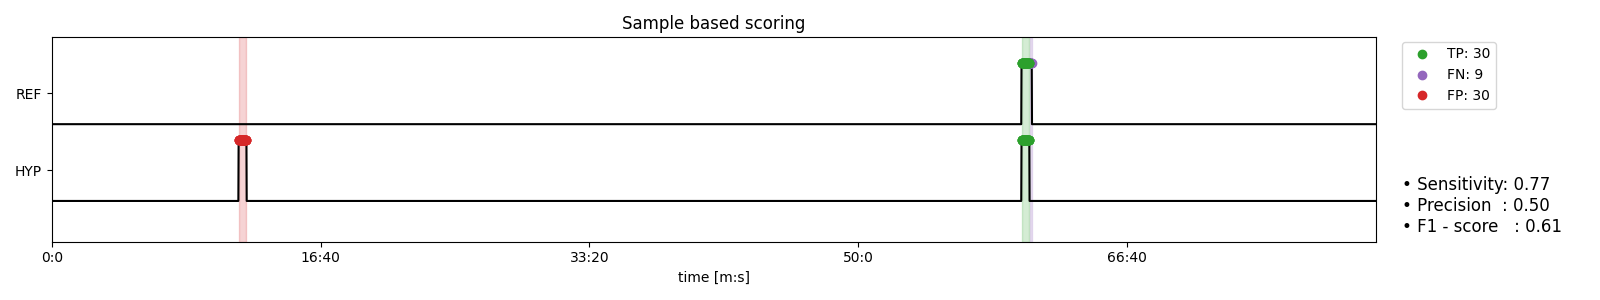 Sample based scoring
REF
HYP
0:0
16:40
33:20
50:0
66:40
time [m:s]
TP: 30
FN: 9
FP: 30
• Sensitivity: 0.77
• Precision  : 0.50
• F1 - score   : 0.61